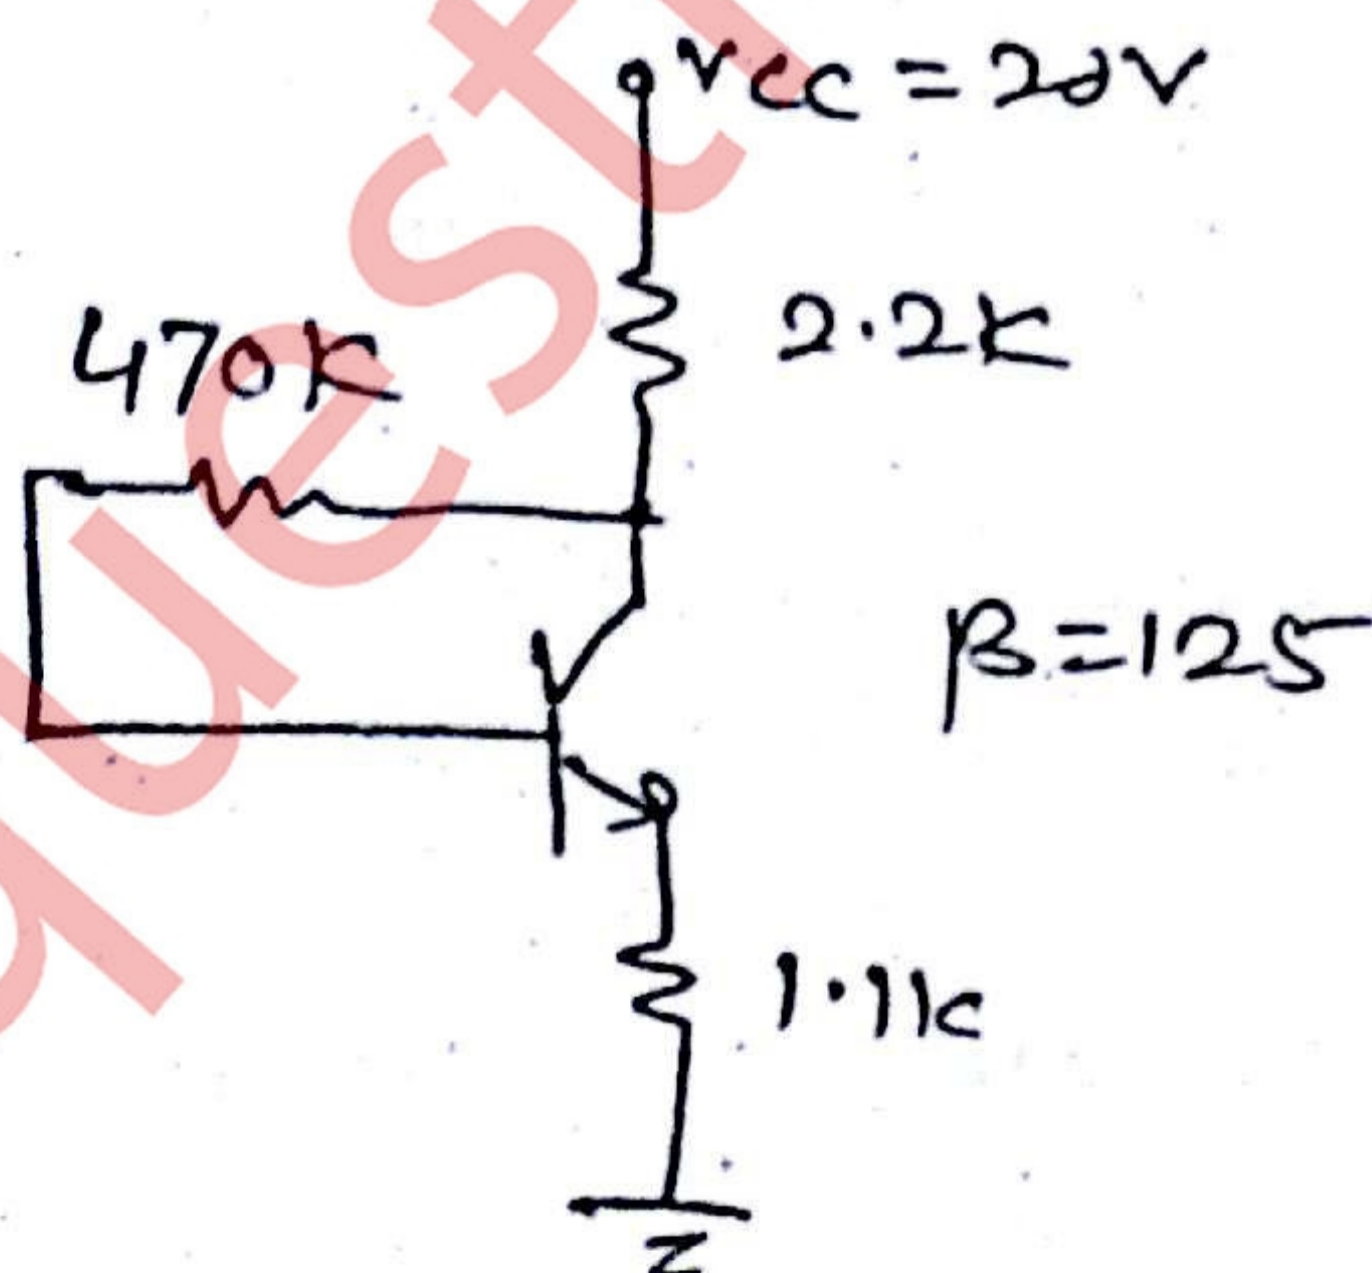 VCC = 20V
2.2K
470K
β = 125
1.1K